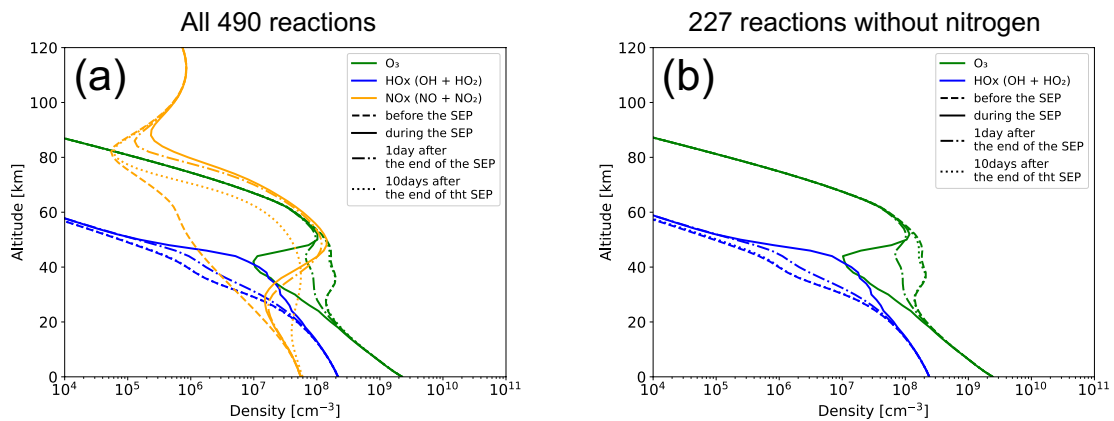 All 490 reactions
(a)
O₃
HOx (OH + HO₂)
NOx (NO + NO₂)
before the SEP
during the SEP
1day after
the end of the SEP
10days after
the end of tht SEP
Altitude [km]
120
100
80
60
40
20
0
10⁴ 10⁵ 10⁶ 10⁷ 10⁸ 10⁹ 10¹⁰ 10¹¹
Density [cm⁻³]
227 reactions without nitrogen
(b)
O₃
HOx (OH + HO₂)
before the SEP
during the SEP
1day after
the end of the SEP
10days after
the end of tht SEP
Altitude [km]
120
100
80
60
40
20
0
10⁴ 10⁵ 10⁶ 10⁷ 10⁸ 10⁹ 10¹⁰ 10¹¹
Density [cm⁻³]